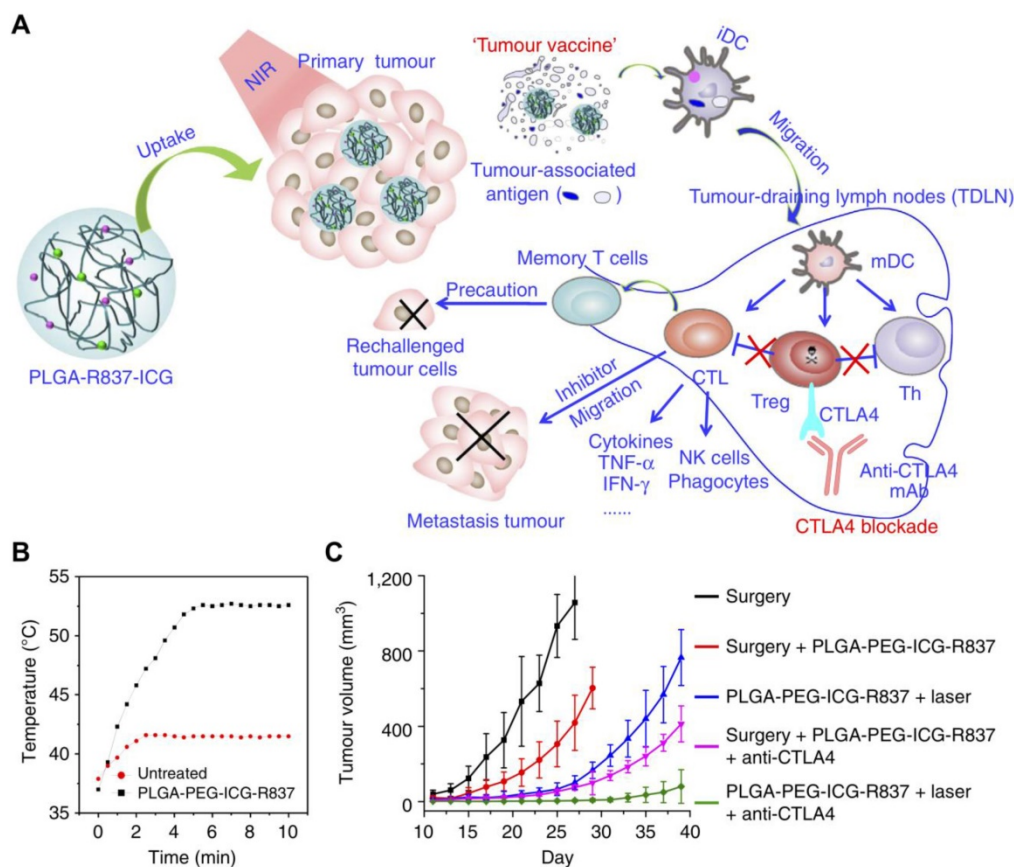 A
NIR
Primary tumour
Uptake
PLGA-R837-ICG
'Tumour vaccine'
Tumour-associated
antigen ( )
iDC
Migration
Tumour-draining lymph nodes (TDLN)
mDC
Memory T cells
Precaution
Rechallenged
tumour cells
CTL
Treg
CTLA4
Th
Inhibitor
Migration
Cytokines
TNF-α
IFN-γ
......
NK cells
Phagocytes
Anti-CTLA4
mAb
CTLA4 blockade
Metastasis tumour
B
Temperature (°C)
55
50
45
40
35
Untreated
PLGA-PEG-ICG-R837
0 2 4 6 8 10
Time (min)
C
Tumour volume (mm³)
1,200
800
400
0
10 15 20 25 30 35 40
Day
Surgery
Surgery + PLGA-PEG-ICG-R837
PLGA-PEG-ICG-R837 + laser
Surgery + PLGA-PEG-ICG-R837
+ anti-CTLA4
PLGA-PEG-ICG-R837 + laser
+ anti-CTLA4